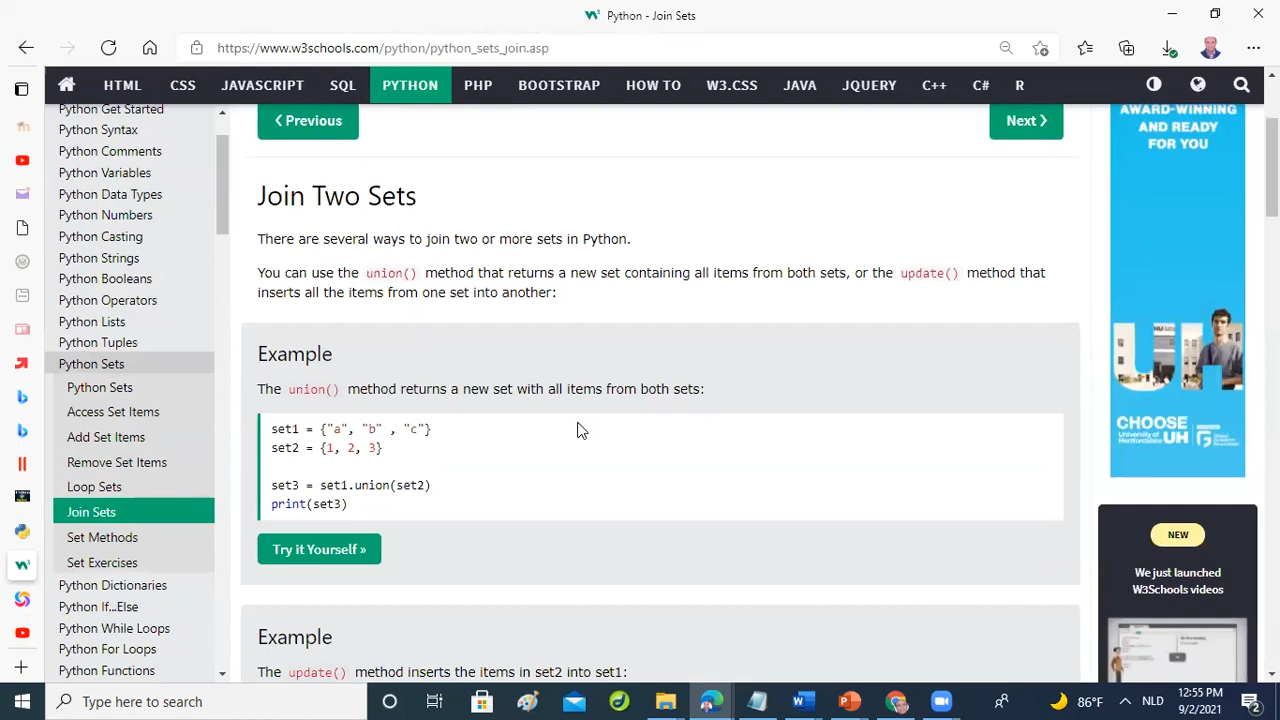 Python - Join Sets
https://www.w3schools.com/python/python_sets_join.asp
HTML CSS JAVASCRIPT SQL PYTHON PHP BOOTSTRAP HOW TO W3.CSS JAVA JQUERY C++ C# R
Python Get Started
Python Syntax
Python Comments
Python Variables
Python Data Types
Python Numbers
Python Casting
Python Strings
Python Booleans
Python Operators
Python Lists
Python Tuples
Python Sets
Python Sets
Access Set Items
Add Set Items
Remove Set Items
Loop Sets
Join Sets
Set Methods
Set Exercises
Python Dictionaries
Python If...Else
Python While Loops
Python For Loops
Python Functions
❮ Previous
Next ❯
Join Two Sets
There are several ways to join two or more sets in Python.
You can use the union() method that returns a new set containing all items from both sets, or the update() method that
inserts all the items from one set into another:
Example
The union() method returns a new set with all items from both sets:
set1 = {"a", "b" , "c"}
set2 = {1, 2, 3}
set3 = set1.union(set2)
print(set3)
Try it Yourself »
Example
The update() method inserts the items in set2 into set1:
AWARD-WINNING
AND READY
FOR YOU
CHOOSE
University of
Hertfordshire UH
NEW
We just launched
W3Schools videos
Type here to search
86°F
NLD
12:55 PM
9/2/2021
2